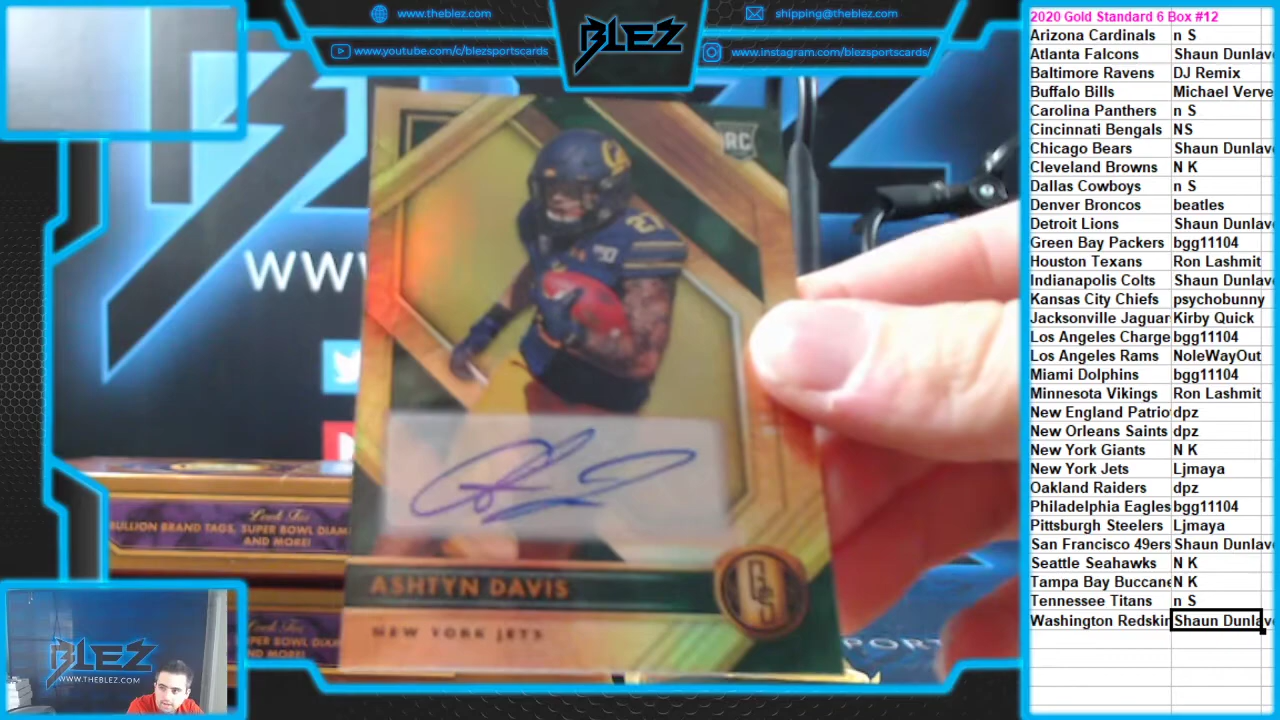 www.theblez.com
www.youtube.com/c/blezsportscards
BLEZ
shipping@theblez.com
www.instagram.com/blezsportscards/
2020 Gold Standard 6 Box #12
Arizona Cardinals n S
Atlanta Falcons Shaun Dunlav
Baltimore Ravens DJ Remix
Buffalo Bills Michael Verve
Carolina Panthers n S
Cincinnati Bengals NS
Chicago Bears Shaun Dunlav
Cleveland Browns N K
Dallas Cowboys n S
Denver Broncos beatles
Detroit Lions Shaun Dunlav
Green Bay Packers bgg11104
Houston Texans Ron Lashmit
Indianapolis Colts Shaun Dunlav
Kansas City Chiefs psychobunny
Jacksonville Jaguar Kirby Quick
Los Angeles Charge bgg11104
Los Angeles Rams NoleWayOut
Miami Dolphins bgg11104
Minnesota Vikings Ron Lashmit
New England Patrio dpz
New Orleans Saints dpz
New York Giants N K
New York Jets Ljmaya
Oakland Raiders dpz
Philadelphia Eagles bgg11104
Pittsburgh Steelers Ljmaya
San Francisco 49ers Shaun Dunlav
Seattle Seahawks N K
Tampa Bay Buccane N K
Tennessee Titans n S
Washington Redskin Shaun Dunlav
RC
WW
Look For
BULLION BRAND TAGS, SUPER BOWL DIAM
AND MORE!
ASHTYN DAVIS
NEW YORK JETS
GS
BLEZ
WWW.THEBLEZ.COM